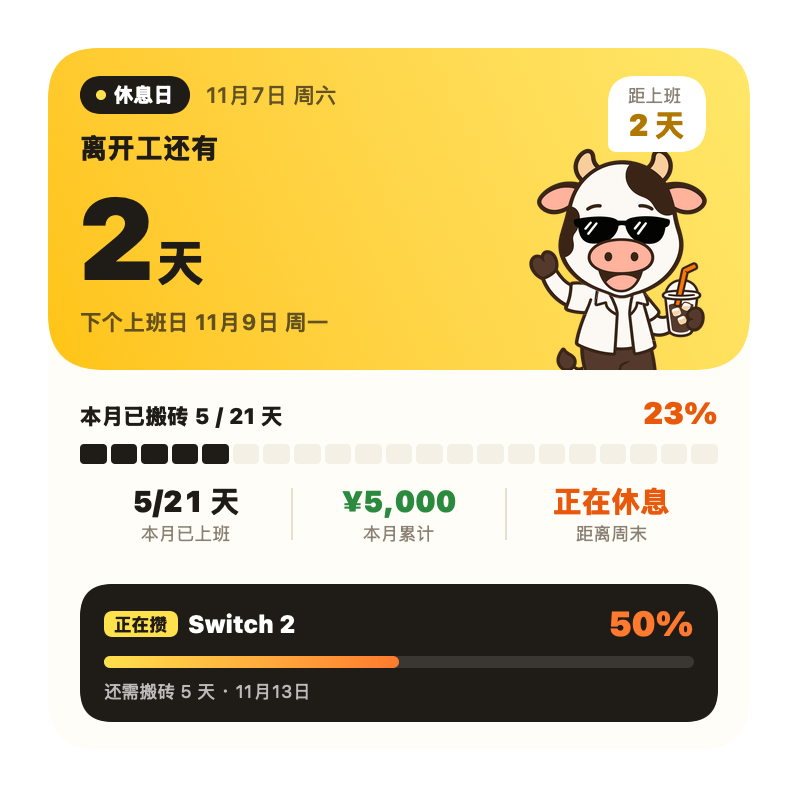 休息日 11月7日 周六
距上班
2 天
离开工还有
2天
下个上班日 11月9日 周一
本月已搬砖 5 / 21 天 23%
5/21 天 ¥5,000 正在休息
本月已上班 本月累计 距离周末
正在攒 Switch 2 50%
还需搬砖 5 天 · 11月13日